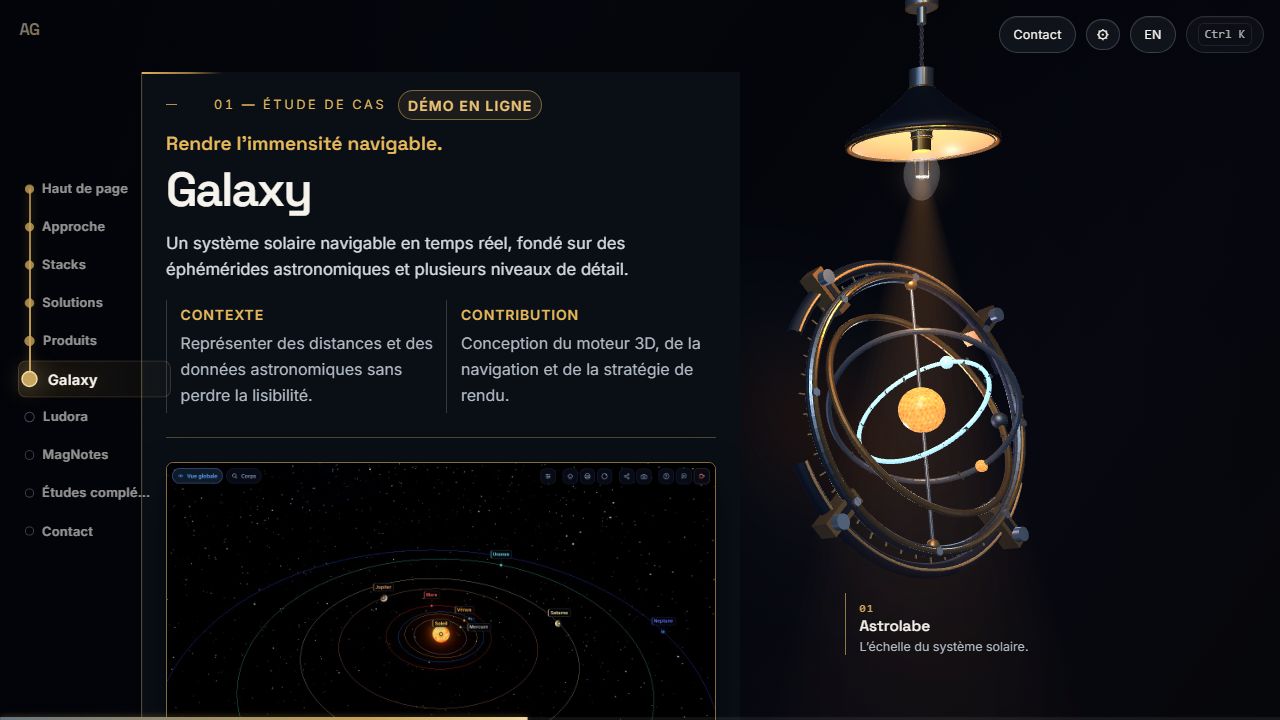 AG
Contact
EN
Ctrl K
— 01 — ÉTUDE DE CAS DÉMO EN LIGNE
Rendre l’immensité navigable.
Galaxy
Un système solaire navigable en temps réel, fondé sur des
éphémérides astronomiques et plusieurs niveaux de détail.
CONTEXTE
Représenter des distances et des
données astronomiques sans
perdre la lisibilité.
CONTRIBUTION
Conception du moteur 3D, de la
navigation et de la stratégie de
rendu.
Haut de page
Approche
Stacks
Solutions
Produits
Galaxy
Ludora
MagNotes
Études complé...
Contact
Vue globale
Corps
Uranus
Jupiter
Mars
Vénus
Saturne
Soleil
Mercure
Neptune
01
Astrolabe
L’échelle du système solaire.